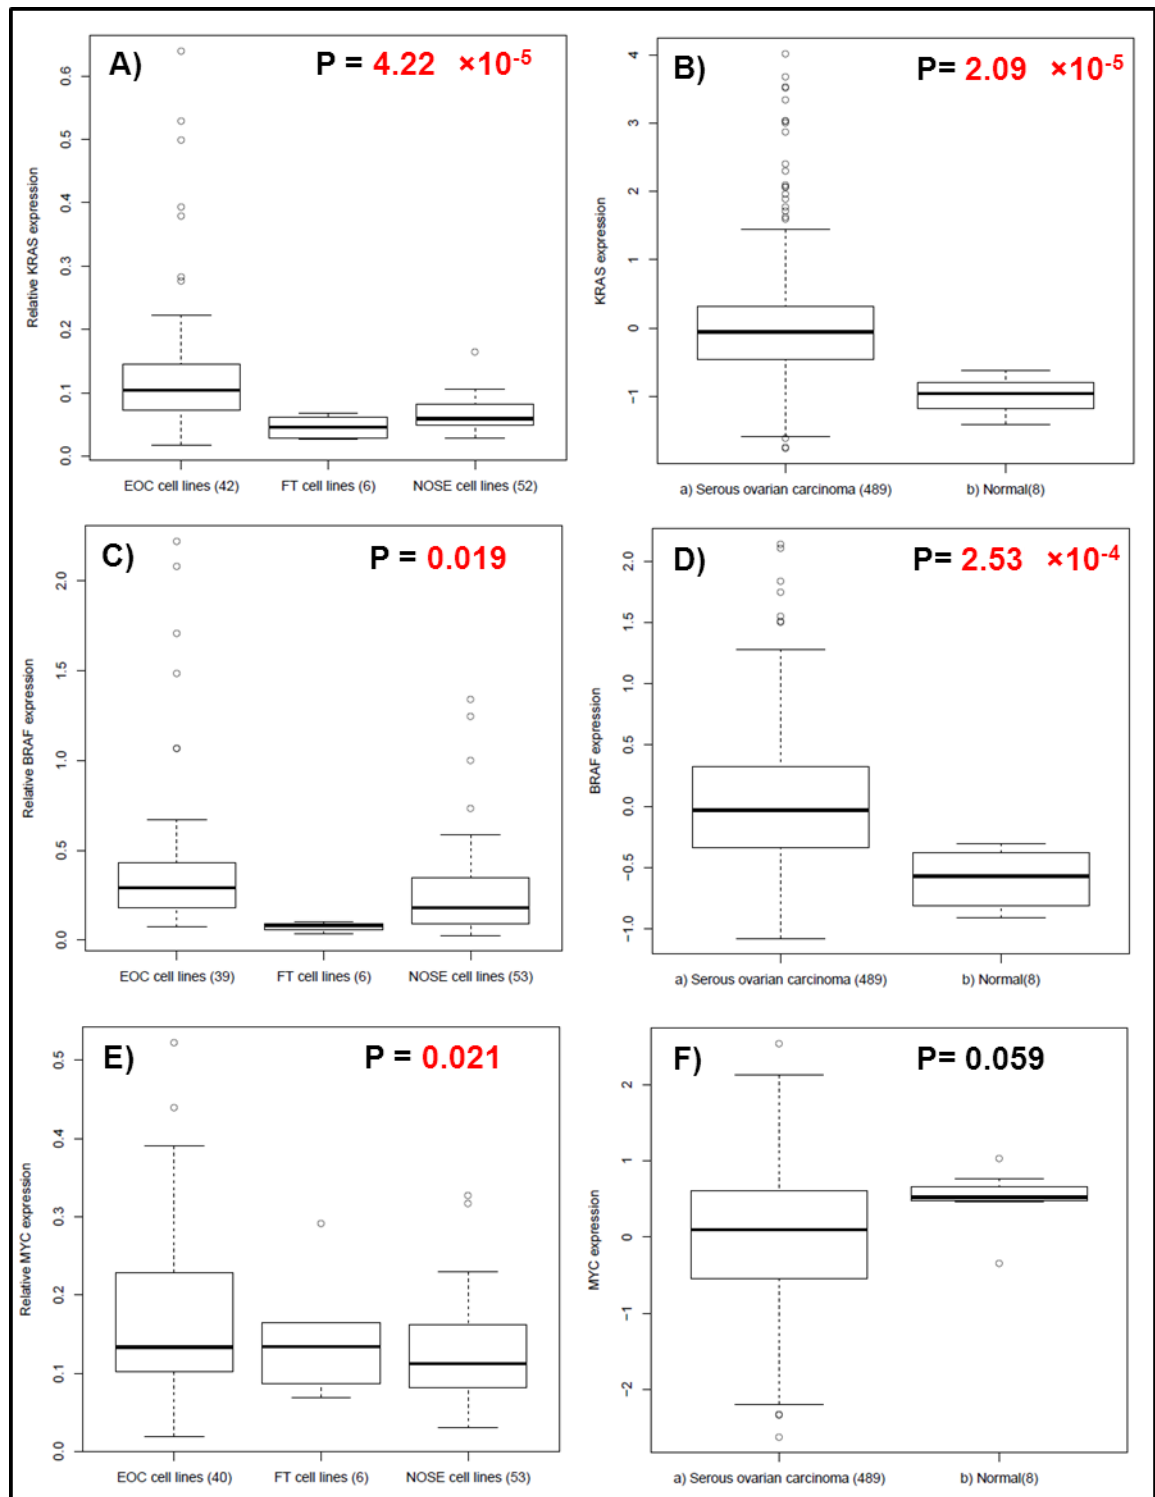 A) P = 4.22 ×10-5
Relative KRAS expression
0.6
0.5
0.4
0.3
0.2
0.1
0.0
EOC cell lines (42) FT cell lines (6) NOSE cell lines (52)
B) P= 2.09 ×10-5
KRAS expression
4
3
2
1
0
−1
a) Serous ovarian carcinoma (489) b) Normal(8)
C) P = 0.019
Relative BRAF expression
2.0
1.5
1.0
0.5
0.0
EOC cell lines (39) FT cell lines (6) NOSE cell lines (53)
D) P= 2.53 ×10-4
BRAF expression
2.0
1.5
1.0
0.5
0.0
−0.5
−1.0
a) Serous ovarian carcinoma (489) b) Normal(8)
E) P = 0.021
Relative MYC expression
0.5
0.4
0.3
0.2
0.1
0.0
EOC cell lines (40) FT cell lines (6) NOSE cell lines (53)
F) P= 0.059
MYC expression
2
1
0
−1
−2
a) Serous ovarian carcinoma (489) b) Normal(8)